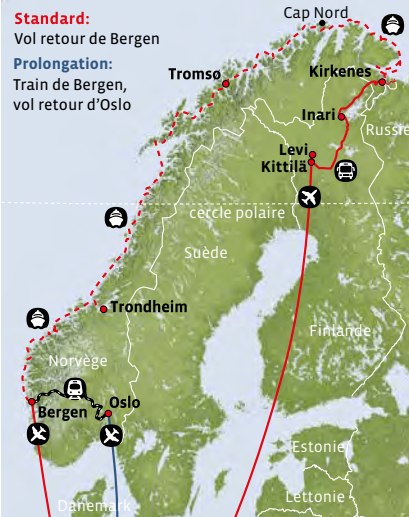 Standard:
Vol retour de Bergen
Prolongation:
Train de Bergen,
vol retour d'Oslo
Cap Nord
Tromsø
Kirkenes
Inari
Russie
Levi
Kittilä
cercle polaire
Suède
Trondheim
Finlande
Norvège
Bergen
Oslo
Estonie
Danemark
Lettonie